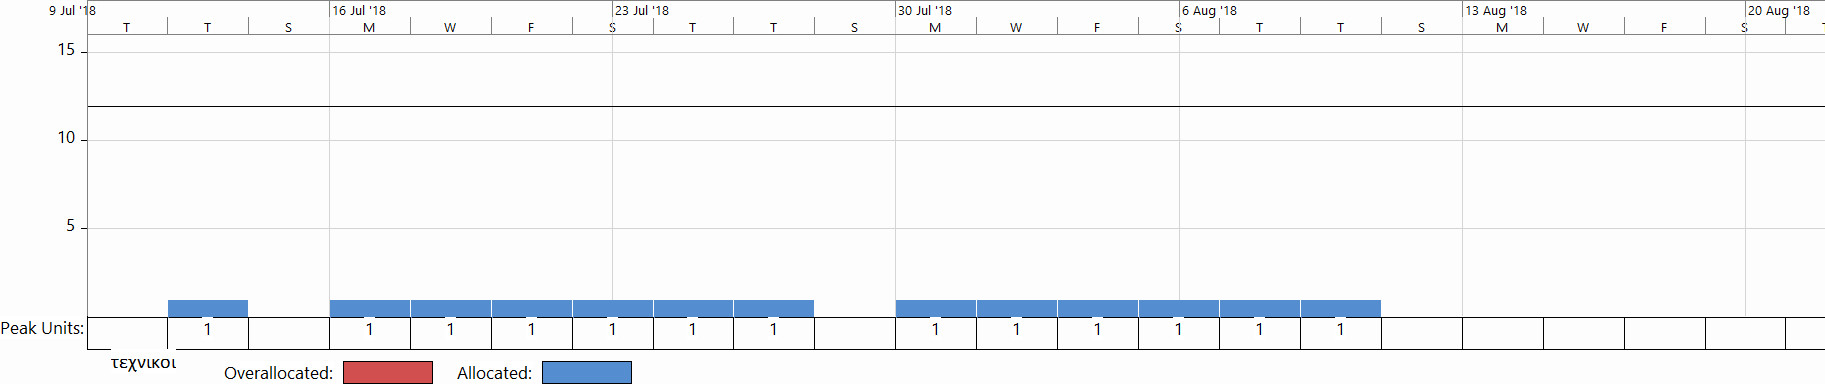 9 Jul '18 16 Jul '18 23 Jul '18 30 Jul '18 6 Aug '18 13 Aug '18 20 Aug '18
T T S M W F S T T S M W F S T T S M W F S T
15
10
5
Peak Units: 1 1 1 1 1 1 1 1 1 1 1 1 1
τεχνικοι
Overallocated: Allocated: